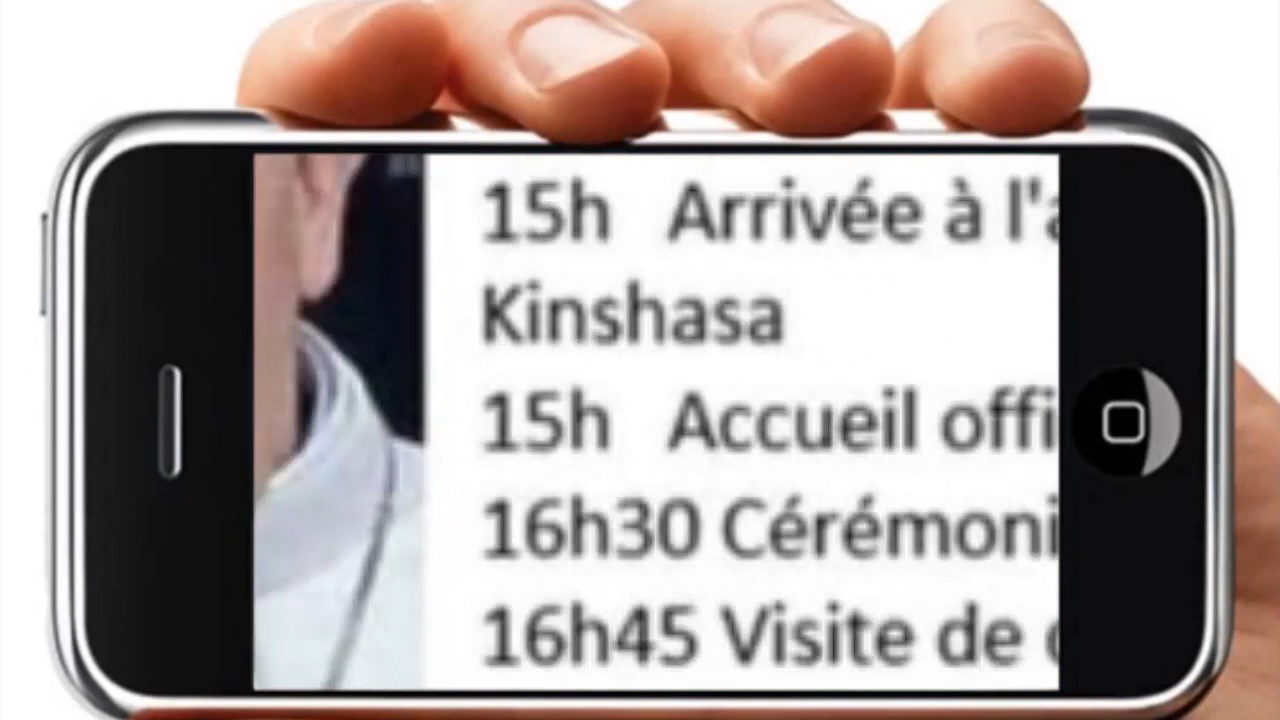 15h Arrivée à l'a
Kinshasa
15h Accueil offi
16h30 Cérémoni
16h45 Visite de